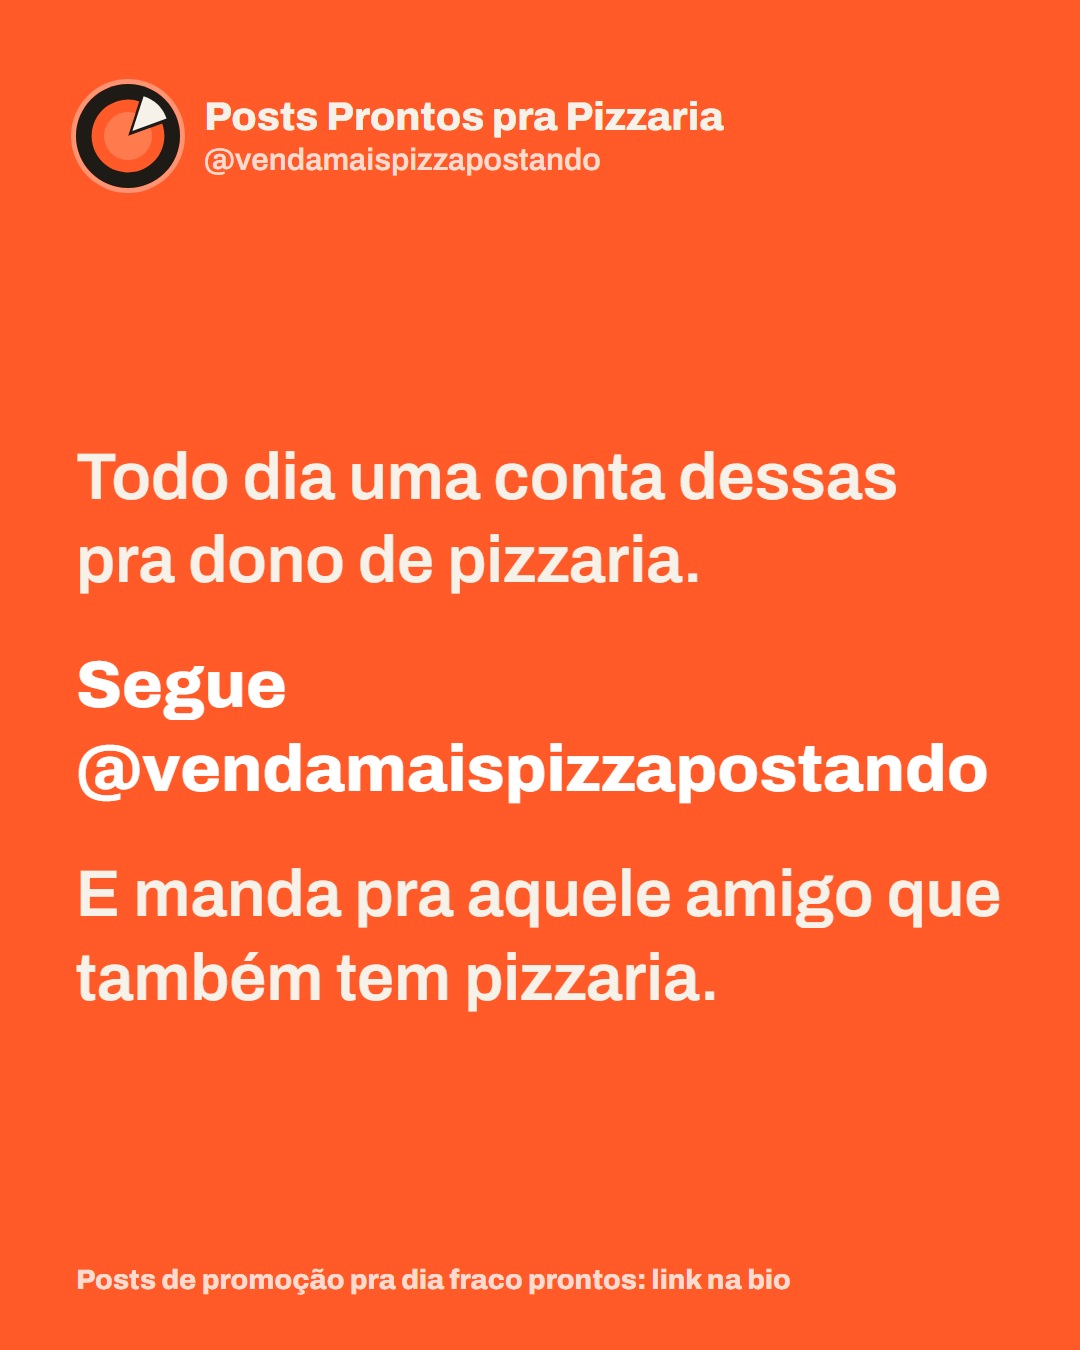 Posts Prontos pra Pizzaria
@vendamaispizzapostando
Todo dia uma conta dessas
pra dono de pizzaria.
Segue
@vendamaispizzapostando
E manda pra aquele amigo que
também tem pizzaria.
Posts de promoção pra dia fraco prontos: link na bio